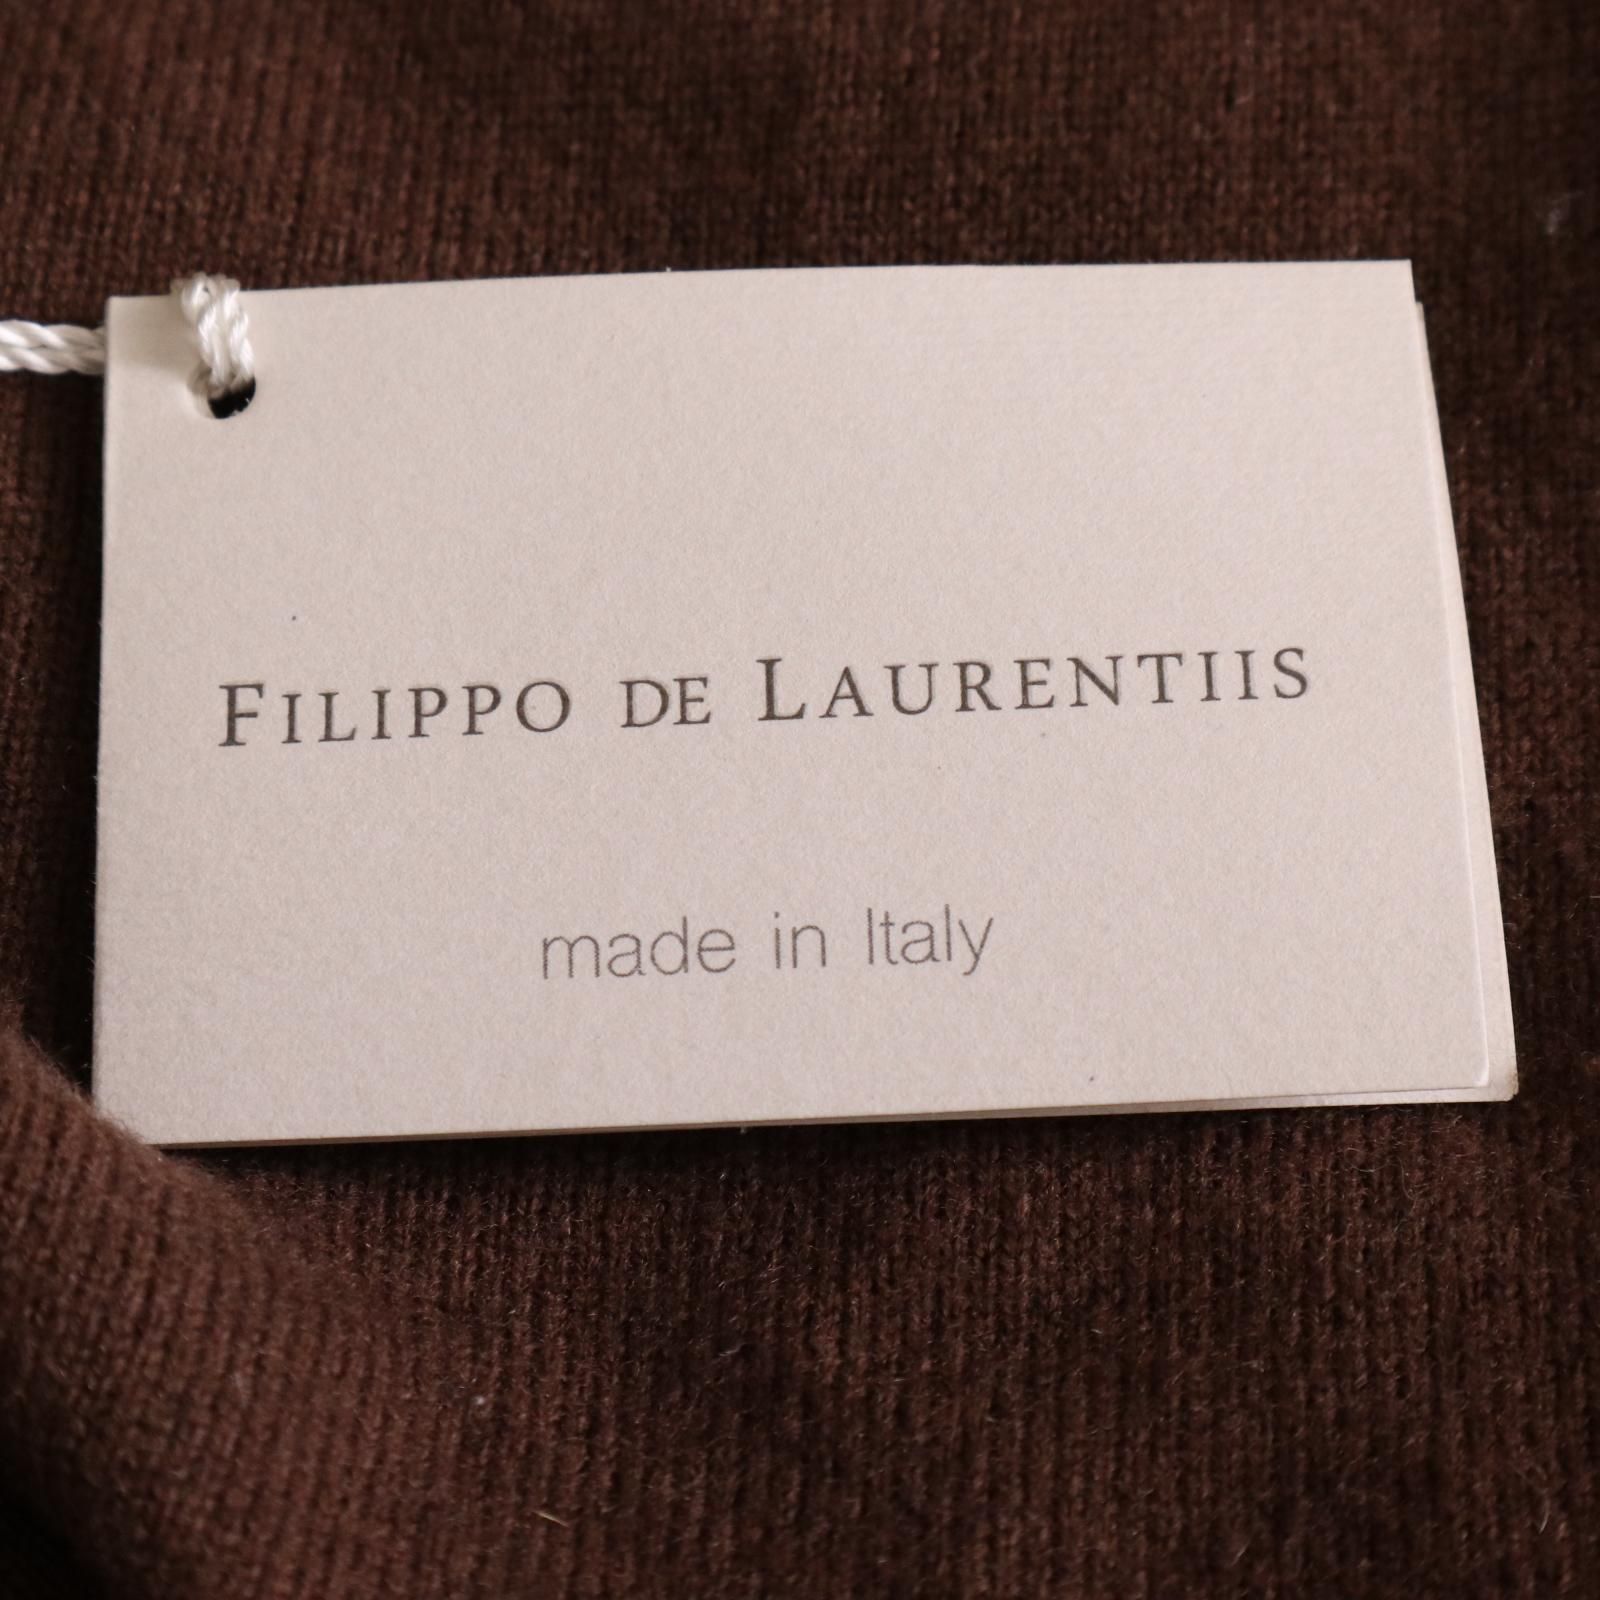 FILIPPO DE LAURENTIIS
made in Italy